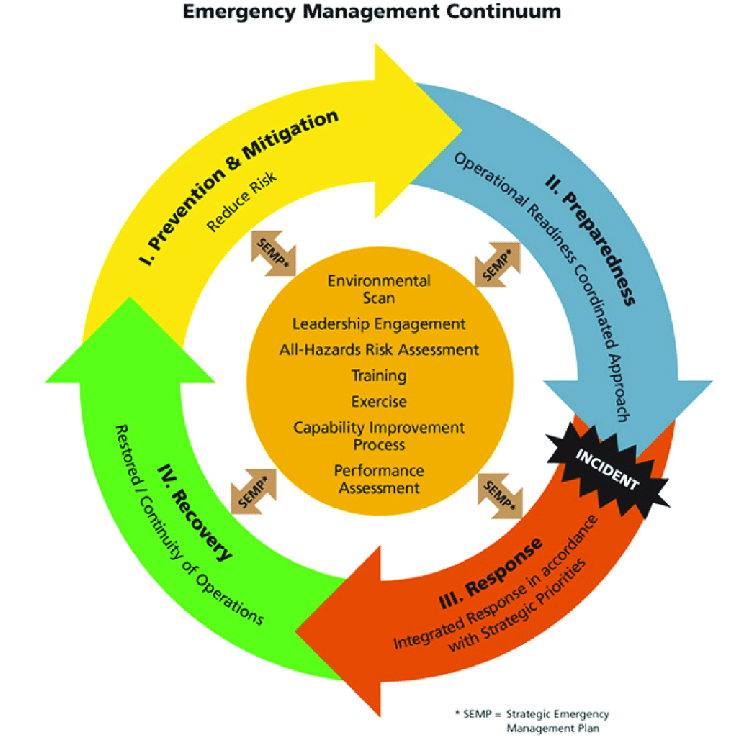 Emergency Management Continuum
I. Prevention & Mitigation
Reduce Risk
II. Preparedness
Operational Readiness Coordinated Approach
INCIDENT
III. Response
Integrated Response in accordance
with Strategic Priorities
IV. Recovery
Restored / Continuity of Operations
SEMP*
SEMP*
SEMP*
SEMP*
Environmental
Scan
Leadership Engagement
All-Hazards Risk Assessment
Training
Exercise
Capability Improvement
Process
Performance
Assessment
* SEMP = Strategic Emergency
Management Plan